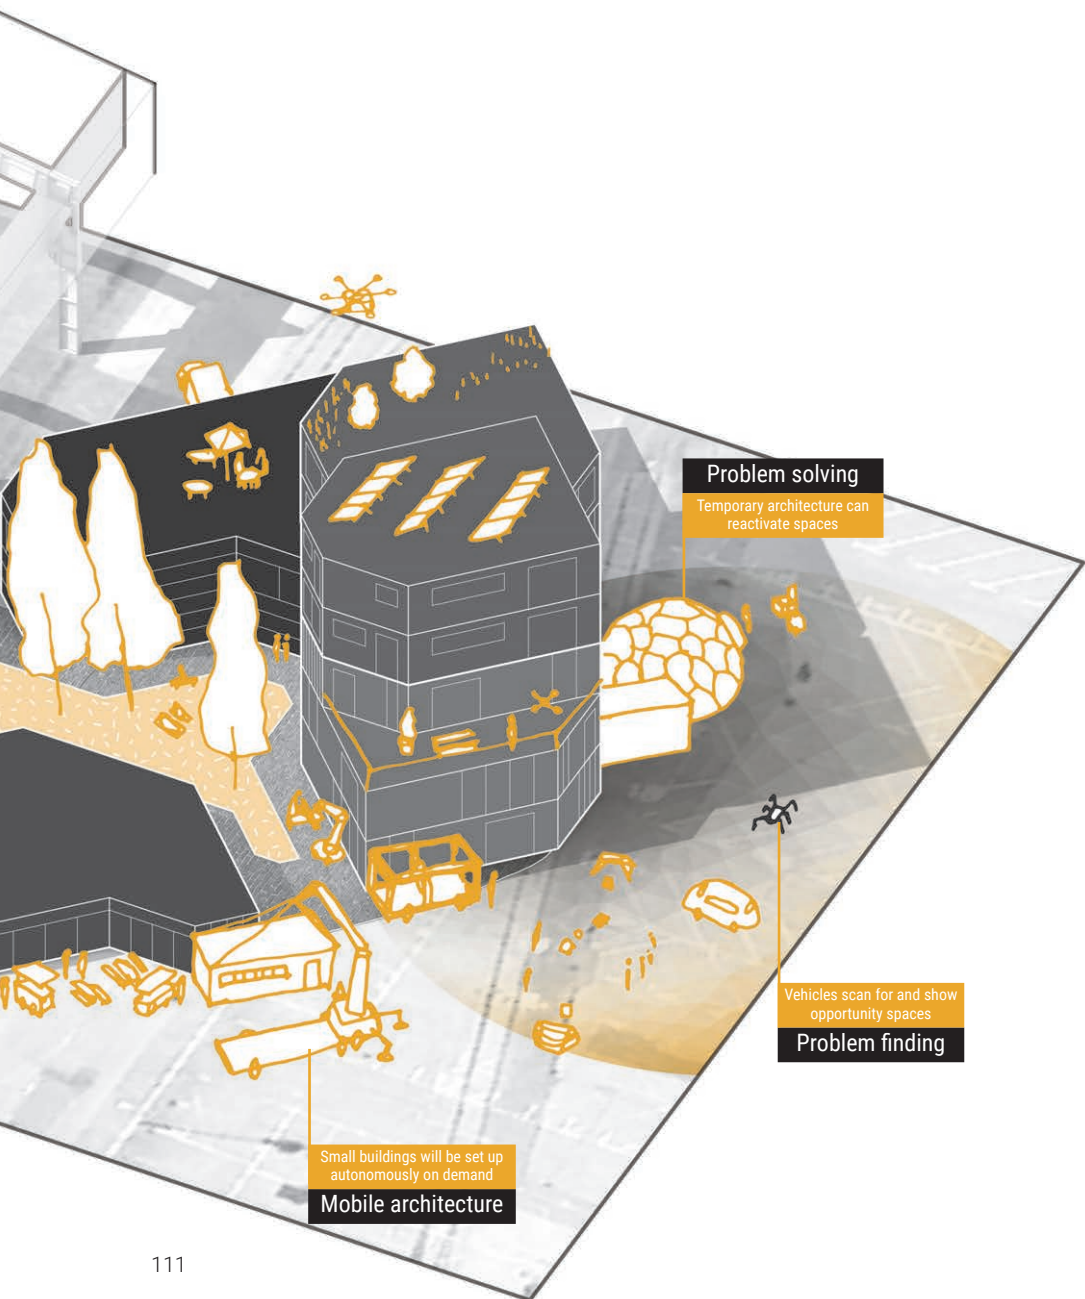 Problem solving
Temporary architecture can
reactivate spaces
Vehicles scan for and show
opportunity spaces
Problem finding
Small buildings will be set up
autonomously on demand
Mobile architecture
111